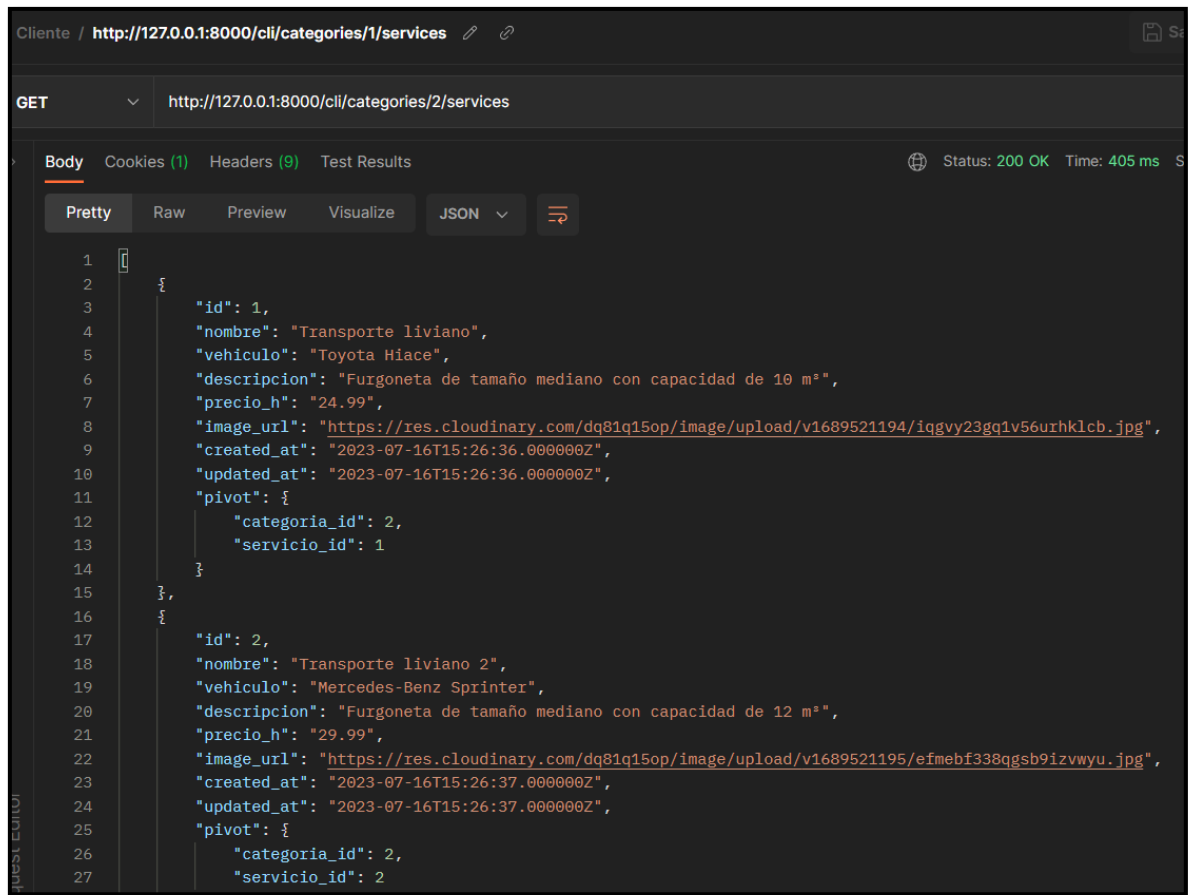 Cliente / http://127.0.0.1:8000/cli/categories/1/services
GET http://127.0.0.1:8000/cli/categories/2/services
Body Cookies (1) Headers (9) Test Results Status: 200 OK Time: 405 ms
Pretty Raw Preview Visualize JSON
1 [
2 {
3 "id": 1,
4 "nombre": "Transporte liviano",
5 "vehiculo": "Toyota Hiace",
6 "descripcion": "Furgoneta de tamaño mediano con capacidad de 10 m³",
7 "precio_h": "24.99",
8 "image_url": "https://res.cloudinary.com/dq81q15op/image/upload/v1689521194/iqgvy23gq1v56urhklcb.jpg",
9 "created_at": "2023-07-16T15:26:36.000000Z",
10 "updated_at": "2023-07-16T15:26:36.000000Z",
11 "pivot": {
12 "categoria_id": 2,
13 "servicio_id": 1
14 }
15 },
16 {
17 "id": 2,
18 "nombre": "Transporte liviano 2",
19 "vehiculo": "Mercedes-Benz Sprinter",
20 "descripcion": "Furgoneta de tamaño mediano con capacidad de 12 m³",
21 "precio_h": "29.99",
22 "image_url": "https://res.cloudinary.com/dq81q15op/image/upload/v1689521195/efmebf338qgsb9izvwyu.jpg",
23 "created_at": "2023-07-16T15:26:37.000000Z",
24 "updated_at": "2023-07-16T15:26:37.000000Z",
25 "pivot": {
26 "categoria_id": 2,
27 "servicio_id": 2